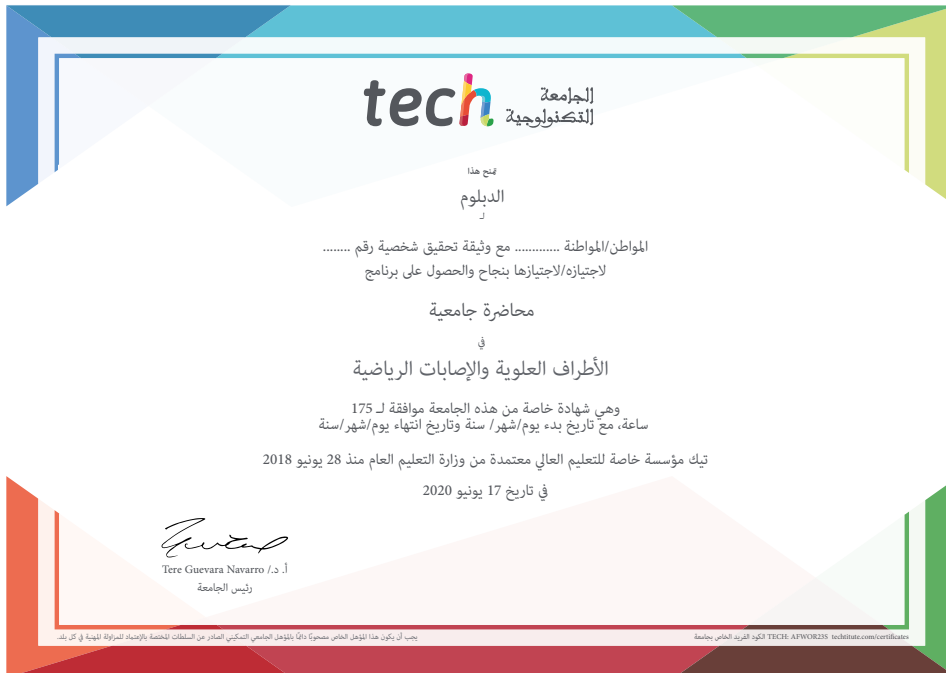 tech الجامعة
التكنولوجية
يمنح هذا
الدبلوم
لـ
المواطن/المواطنة ............. مع وثيقة تحقيق شخصية رقم ........
لاجتيازه/لاجتيازها بنجاح والحصول على برنامج
محاضرة جامعية
في
الأطراف العلوية والإصابات الرياضية
وهي شهادة خاصة من هذه الجامعة موافقة لـ 175
ساعة، مع تاريخ بدء يوم/شهر/ سنة وتاريخ انتهاء يوم/شهر/سنة
تيك مؤسسة خاصة للتعليم العالي معتمدة من وزارة التعليم العام منذ 28 يونيو 2018
في تاريخ 17 يونيو 2020
أ. د./ Tere Guevara Navarro
رئيس الجامعة
يجب أن يكون هذا المؤهل الخاص مصحوبًا دائمًا بالمؤهل الجامعي التمكيني الصادر عن السلطات المختصة بالإعتماد للمزاولة المهنية في كل بلد.
الكود الفريد الخاص بجامعة TECH: AFWOR23S techtitute.com/certificates